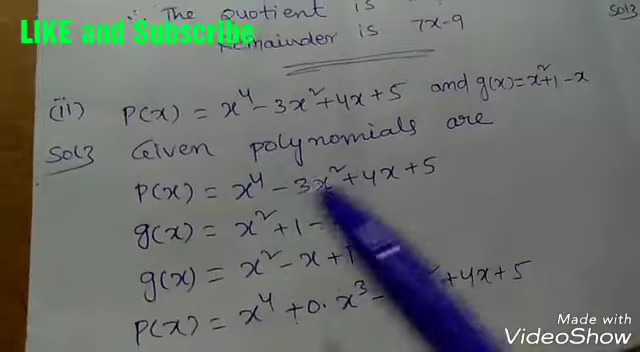 ∴ The Quotient is
LIKE and Subscribe
Remainder is 7x-9
Sol3
(ii) P(x) = x⁴-3x²+4x+5 and g(x)=x²+1-x
Sol3 Given polynomials are
P(x) = x⁴-3x²+4x+5
g(x) = x²+1-
g(x) = x²-x+1
P(x) = x⁴+0.x³- +4x+5
Made with
VideoShow